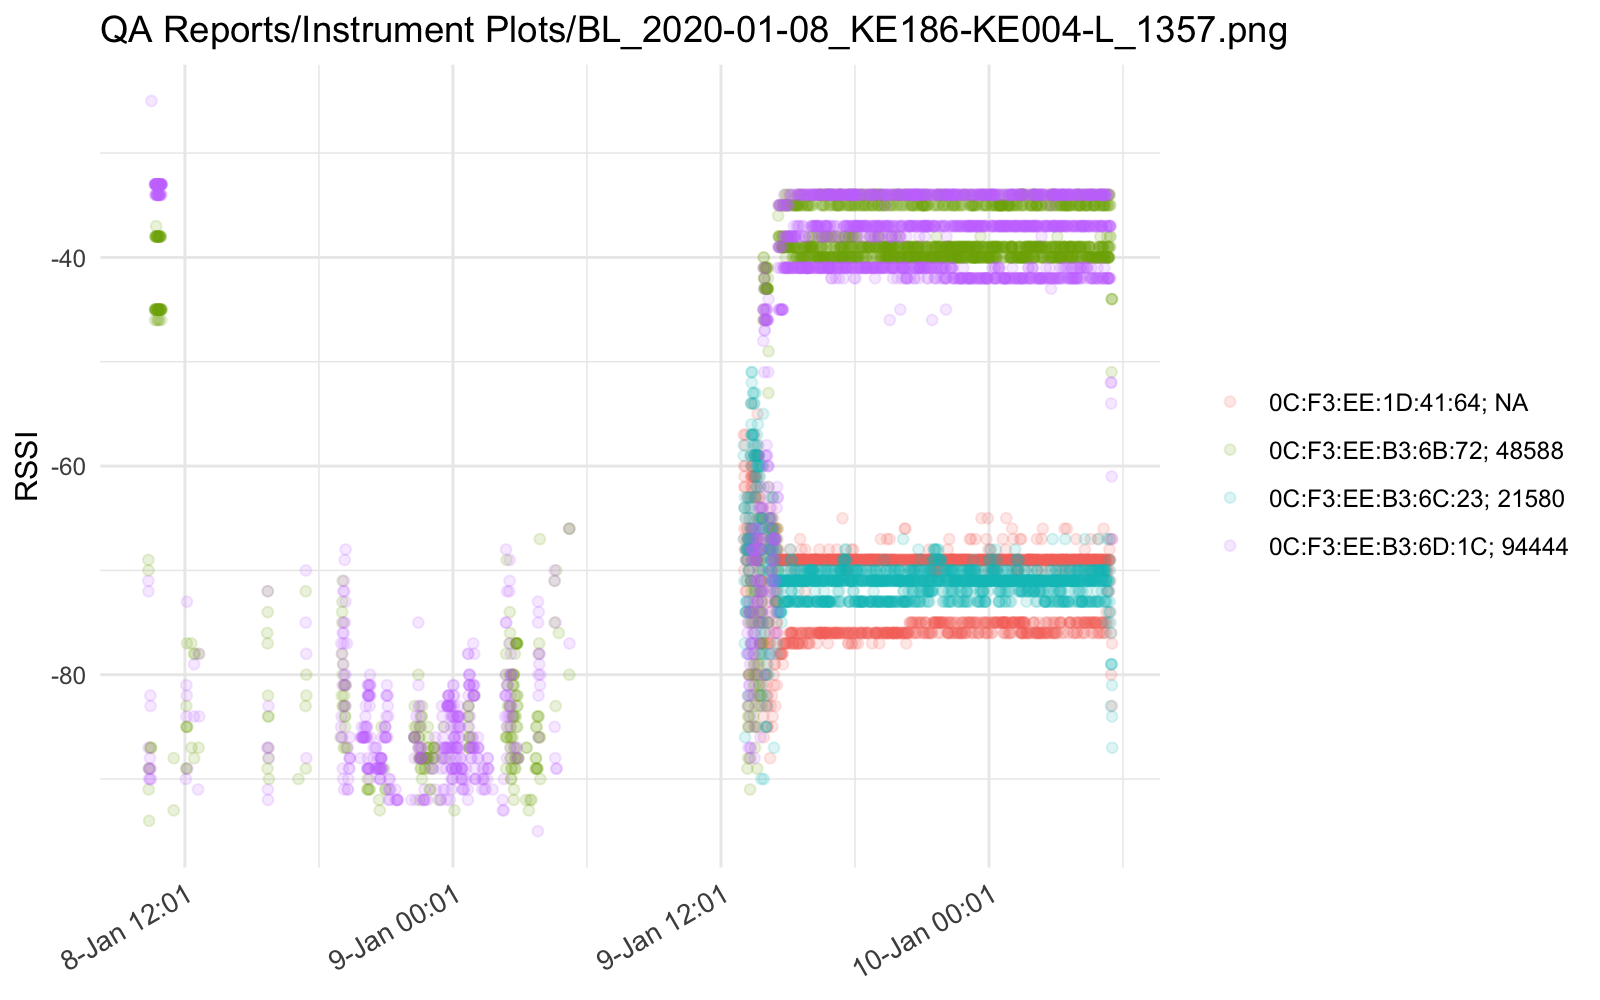 QA Reports/Instrument Plots/BL_2020-01-08_KE186-KE004-L_1357.png
RSSI
-40
-60
-80
8-Jan 12:01
9-Jan 00:01
9-Jan 12:01
10-Jan 00:01
0C:F3:EE:1D:41:64; NA
0C:F3:EE:B3:6B:72; 48588
0C:F3:EE:B3:6C:23; 21580
0C:F3:EE:B3:6D:1C; 94444